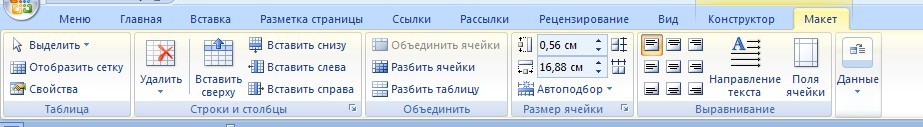 Меню Главная Вставка Разметка страницы Ссылки Рассылки Рецензирование Вид Конструктор Макет
Выделить
Отобразить сетку
Свойства
Таблица
Удалить
Вставить
сверху
Вставить снизу
Вставить слева
Вставить справа
Строки и столбцы
Объединить ячейки
Разбить ячейки
Разбить таблицу
Объединить
0,56 см
16,88 см
Автоподбор
Размер ячейки
Направление
текста
Поля
ячейки
Выравнивание
Данные